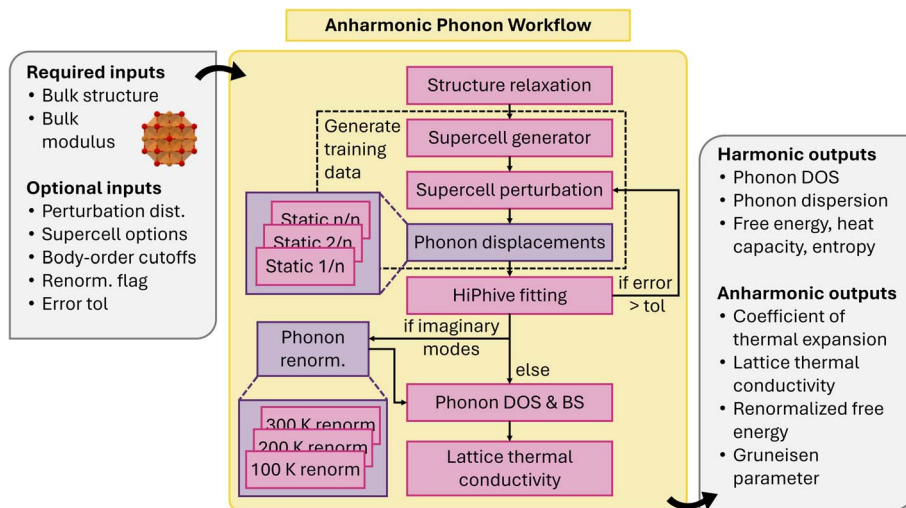 Anharmonic Phonon Workflow
Required inputs
• Bulk structure
• Bulk
modulus
Optional inputs
• Perturbation dist.
• Supercell options
• Body-order cutoffs
• Renorm. flag
• Error tol
Structure relaxation
Generate
training
data
Supercell generator
Supercell perturbation
Static n/n
Static 2/n
Static 1/n
Phonon displacements
HiPhive fitting
if error
> tol
if imaginary
modes
Phonon
renorm.
else
Phonon DOS & BS
300 K renorm
200 K renorm
100 K renorm
Lattice thermal
conductivity
Harmonic outputs
• Phonon DOS
• Phonon dispersion
• Free energy, heat
capacity, entropy
Anharmonic outputs
• Coefficient of
thermal expansion
• Lattice thermal
conductivity
• Renormalized free
energy
• Gruneisen
parameter